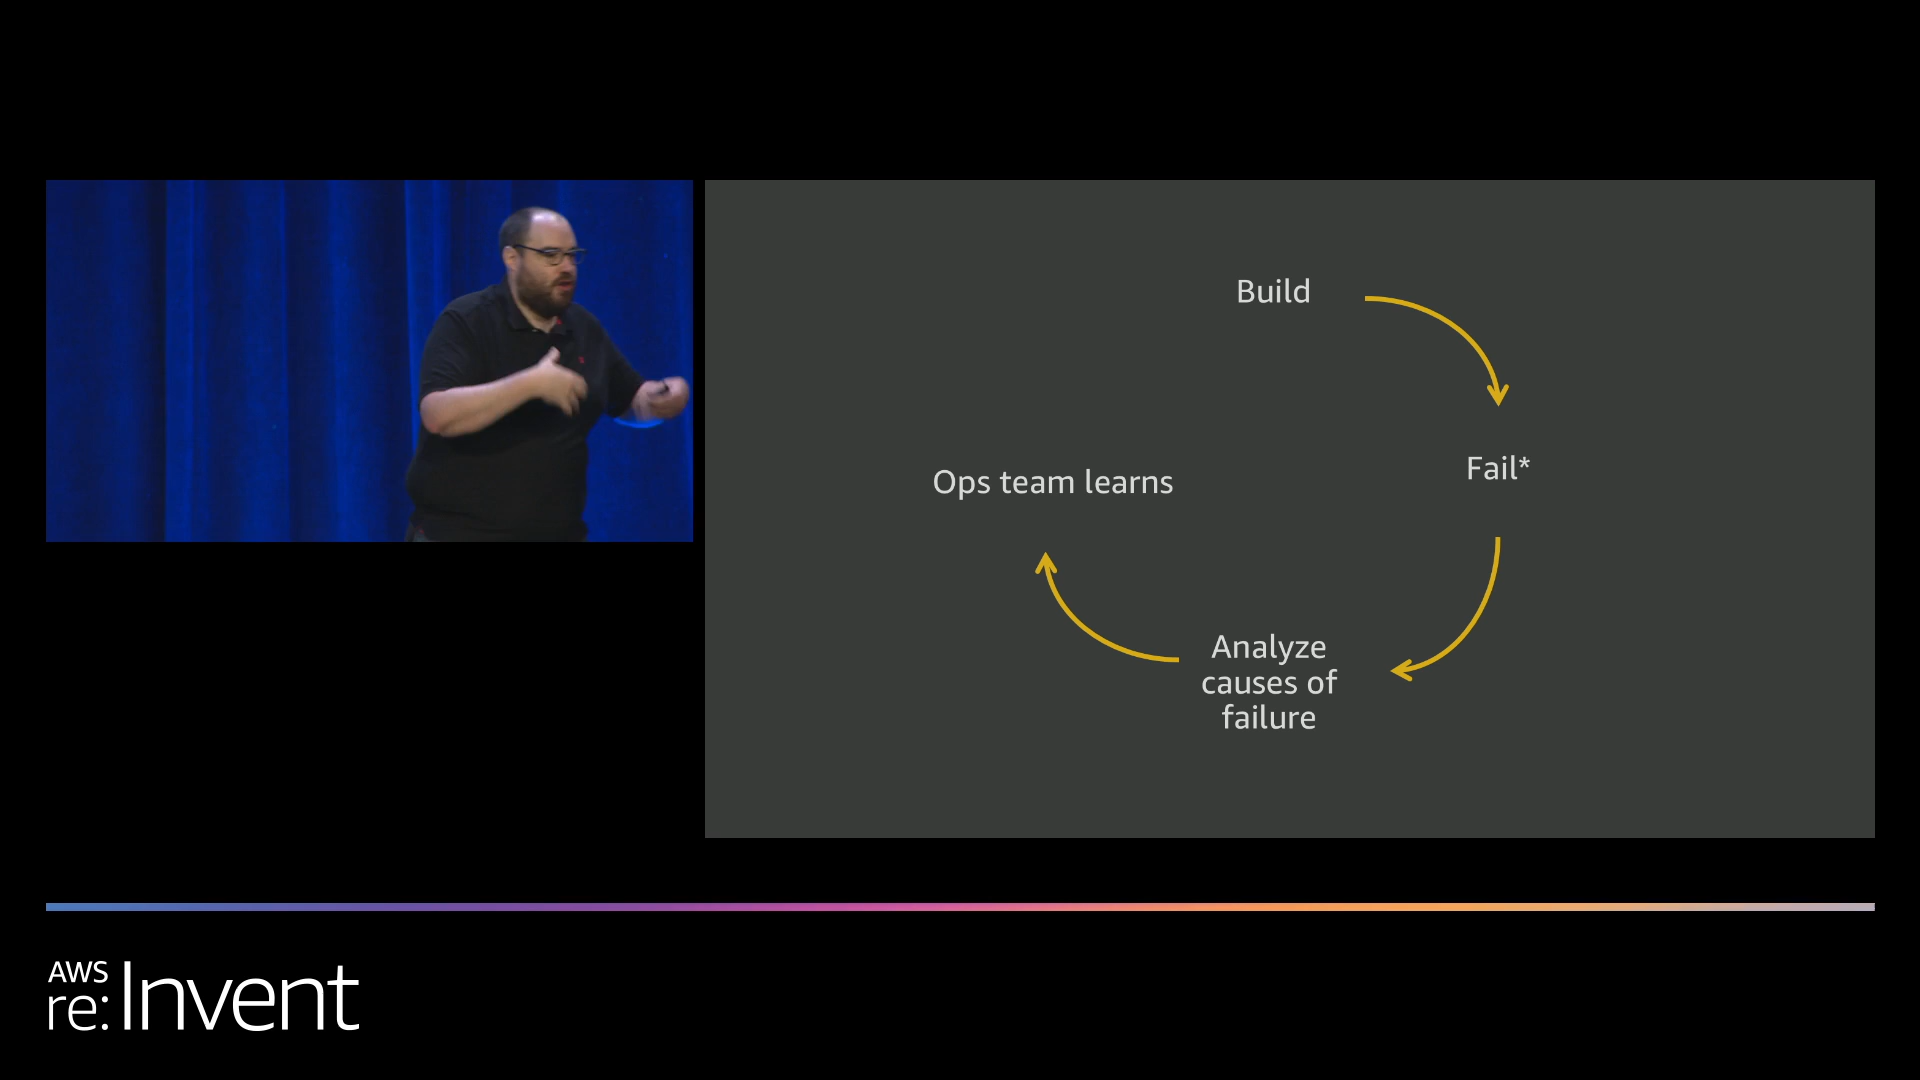 Build
Fail*
Ops team learns
Analyze
causes of
failure
AWS
re:Invent